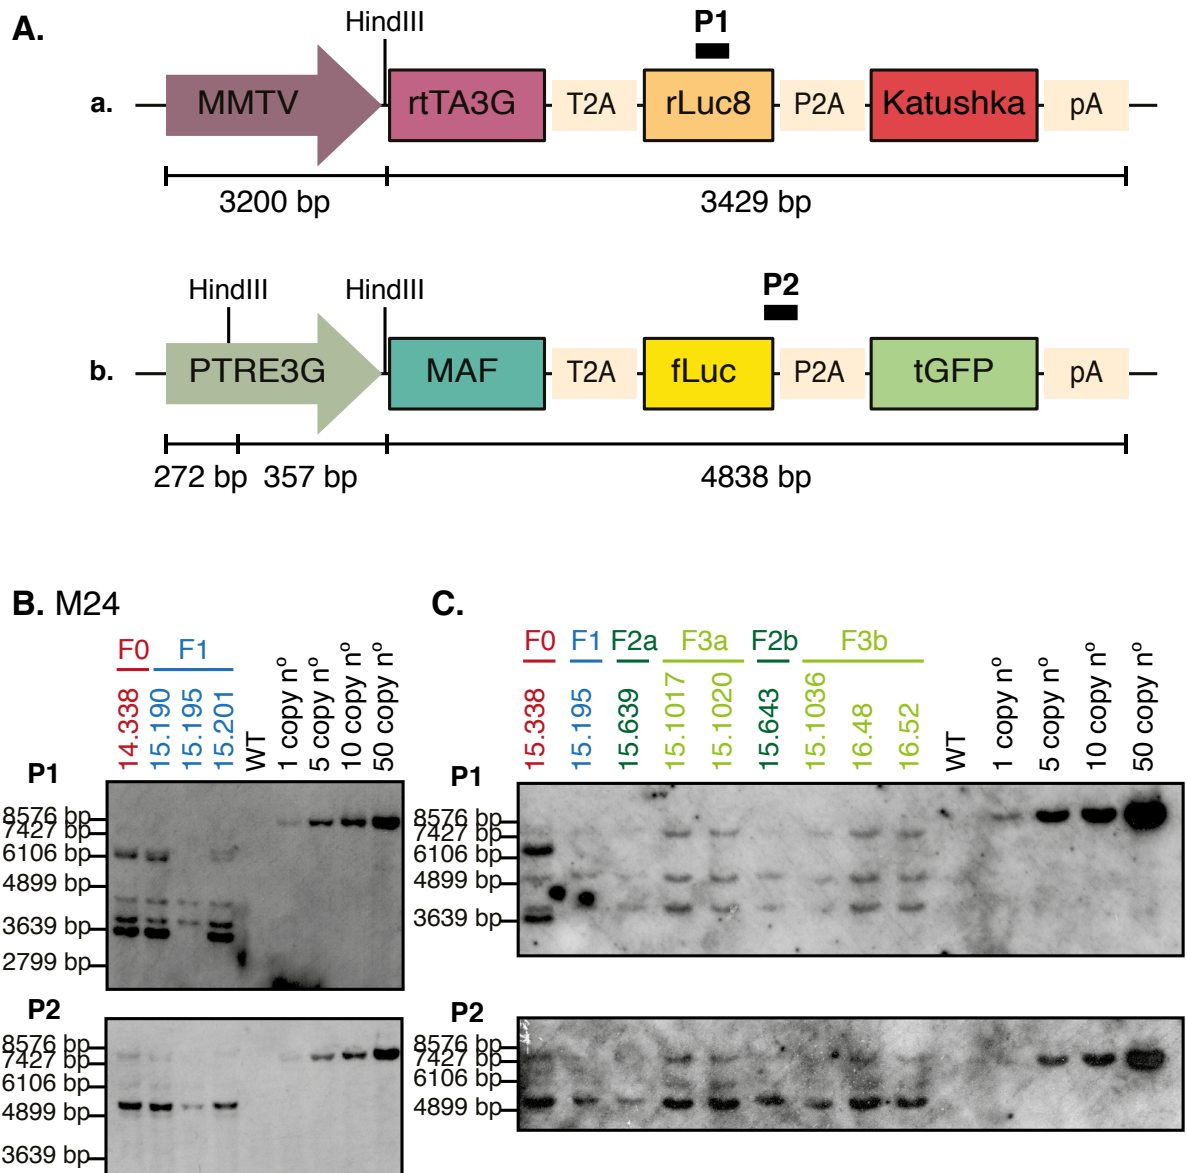 A.
HindIII
P1
a.
MMTV
rtTA3G
T2A
rLuc8
P2A
Katushka
pA
3200 bp
3429 bp
HindIII
HindIII
P2
b.
PTRE3G
MAF
T2A
fLuc
P2A
tGFP
pA
272 bp
357 bp
4838 bp
B. M24
F0
F1
14.338
15.190
15.195
15.201
WT
1 copy nº
5 copy nº
10 copy nº
50 copy nº
P1
8576 bp
7427 bp
6106 bp
4899 bp
3639 bp
2799 bp
P2
8576 bp
7427 bp
6106 bp
4899 bp
3639 bp
C.
F0
F1
F2a
F3a
F2b
F3b
15.338
15.195
15.639
15.1017
15.1020
15.643
15.1036
16.48
16.52
WT
1 copy nº
5 copy nº
10 copy nº
50 copy nº
P1
8576 bp
7427 bp
6106 bp
4899 bp
3639 bp
P2
8576 bp
7427 bp
6106 bp
4899 bp